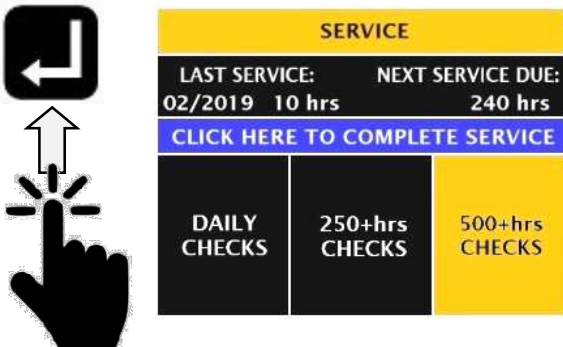 SERVICE
LAST SERVICE: NEXT SERVICE DUE:
02/2019 10 hrs 240 hrs
CLICK HERE TO COMPLETE SERVICE
DAILY CHECKS
250+hrs CHECKS
500+hrs CHECKS